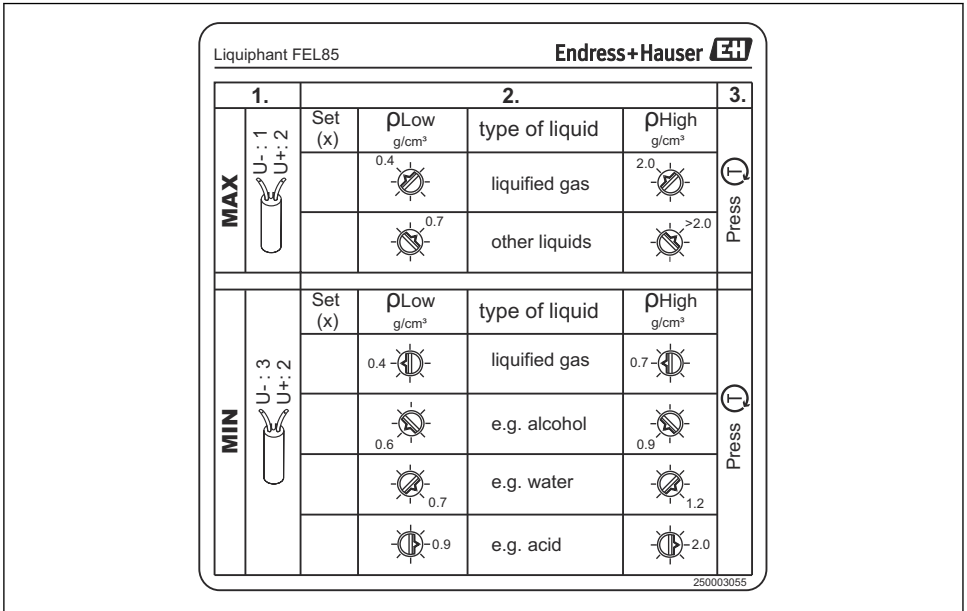 Liquiphant FEL85
Endress+Hauser EH
1. 2. 3.
MAX
U- : 1
U+: 2
Set (x) ρLow g/cm³ type of liquid ρHigh g/cm³
0.4 liquified gas 2.0
0.7 other liquids >2.0
Press T
MIN
U- : 3
U+: 2
Set (x) ρLow g/cm³ type of liquid ρHigh g/cm³
0.4 liquified gas 0.7
0.6 e.g. alcohol 0.9
0.7 e.g. water 1.2
0.9 e.g. acid 2.0
Press T
250003055